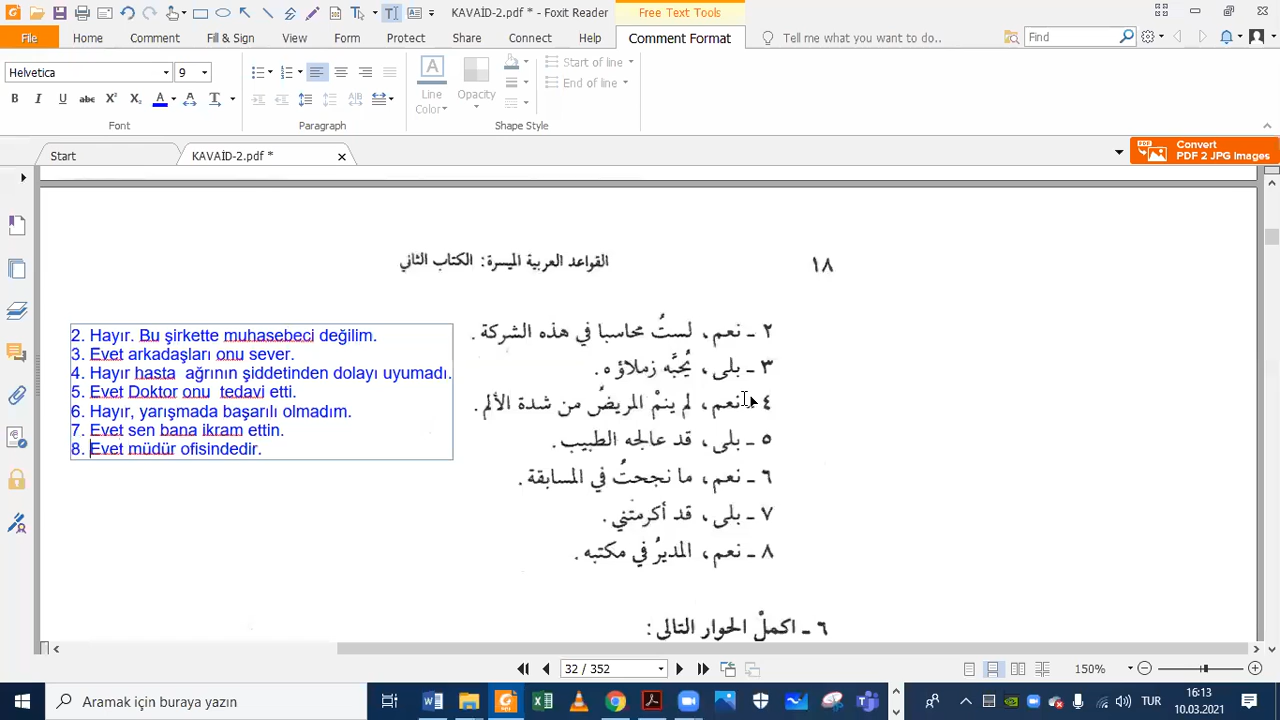 KAVAİD-2.pdf * - Foxit Reader
Free Text Tools
File Home Comment Fill & Sign View Form Protect Share Connect Help Comment Format Tell me what you want to do.. Find
Helvetica 9
Start of line
End of line
Line Color
Opacity
Font Paragraph Shape Style
Start KAVAİD-2.pdf *
Convert
PDF 2 JPG Images
١٨ القواعد العربية الميسرة: الكتاب الثاني
٢ ـ نعم، لستُ محاسبا في هذه الشركة .
٣ ـ بلى، يُحبَّه زملاؤه .
٤ ـ نعم، لم ينمْ المريضُ من شدة الألم .
٥ ـ بلى، قد عالجه الطبيب .
٦ ـ نعم، ما نجحتُ في المسابقة .
٧ ـ بلى، قد أكرمتني .
٨ ـ نعم، المديرُ في مكتبه .
٦ ـ اكملْ الحوار التالى :
2. Hayır. Bu şirkette muhasebeci değilim.
3. Evet arkadaşları onu sever.
4. Hayır hasta ağrının şiddetinden dolayı uyumadı.
5. Evet Doktor onu tedavi etti.
6. Hayır, yarışmada başarılı olmadım.
7. Evet sen bana ikram ettin.
8. Evet müdür ofisindedir.
32 / 352
150%
Aramak için buraya yazın
TUR
16:13
10.03.2021